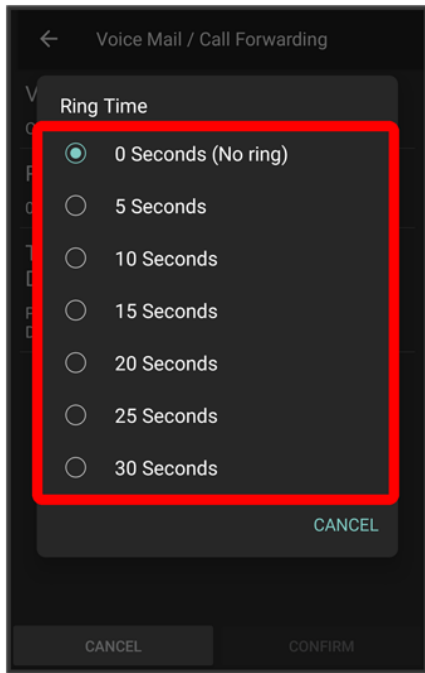 Voice Mail / Call Forwarding
Ring Time
0 Seconds (No ring)
5 Seconds
10 Seconds
15 Seconds
20 Seconds
25 Seconds
30 Seconds
CANCEL
CANCEL
CONFIRM